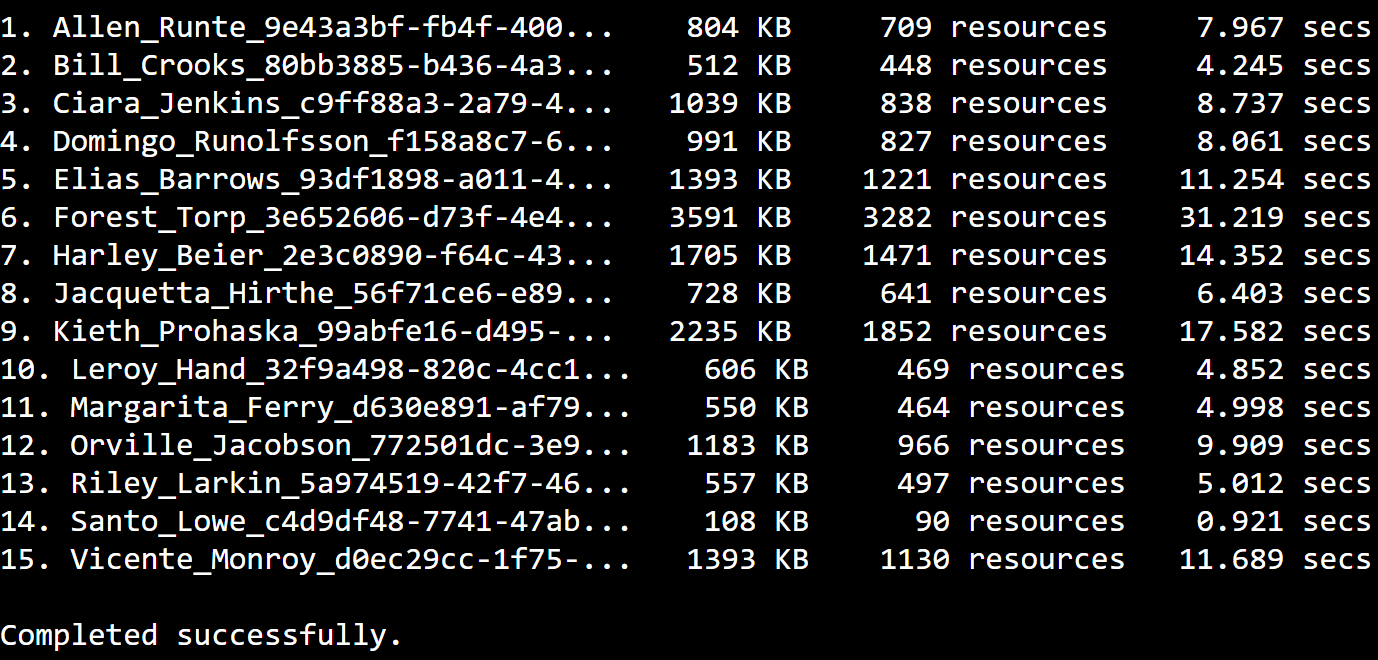 1. Allen_Runte_9e43a3bf-fb4f-400... 804 KB 709 resources 7.967 secs
2. Bill_Crooks_80bb3885-b436-4a3... 512 KB 448 resources 4.245 secs
3. Ciara_Jenkins_c9ff88a3-2a79-4... 1039 KB 838 resources 8.737 secs
4. Domingo_Runolfsson_f158a8c7-6... 991 KB 827 resources 8.061 secs
5. Elias_Barrows_93df1898-a011-4... 1393 KB 1221 resources 11.254 secs
6. Forest_Torp_3e652606-d73f-4e4... 3591 KB 3282 resources 31.219 secs
7. Harley_Beier_2e3c0890-f64c-43... 1705 KB 1471 resources 14.352 secs
8. Jacquetta_Hirthe_56f71ce6-e89... 728 KB 641 resources 6.403 secs
9. Kieth_Prohaska_99abfe16-d495-... 2235 KB 1852 resources 17.582 secs
10. Leroy_Hand_32f9a498-820c-4cc1... 606 KB 469 resources 4.852 secs
11. Margarita_Ferry_d630e891-af79... 550 KB 464 resources 4.998 secs
12. Orville_Jacobson_772501dc-3e9... 1183 KB 966 resources 9.909 secs
13. Riley_Larkin_5a974519-42f7-46... 557 KB 497 resources 5.012 secs
14. Santo_Lowe_c4d9df48-7741-47ab... 108 KB 90 resources 0.921 secs
15. Vicente_Monroy_d0ec29cc-1f75-... 1393 KB 1130 resources 11.689 secs
Completed successfully.